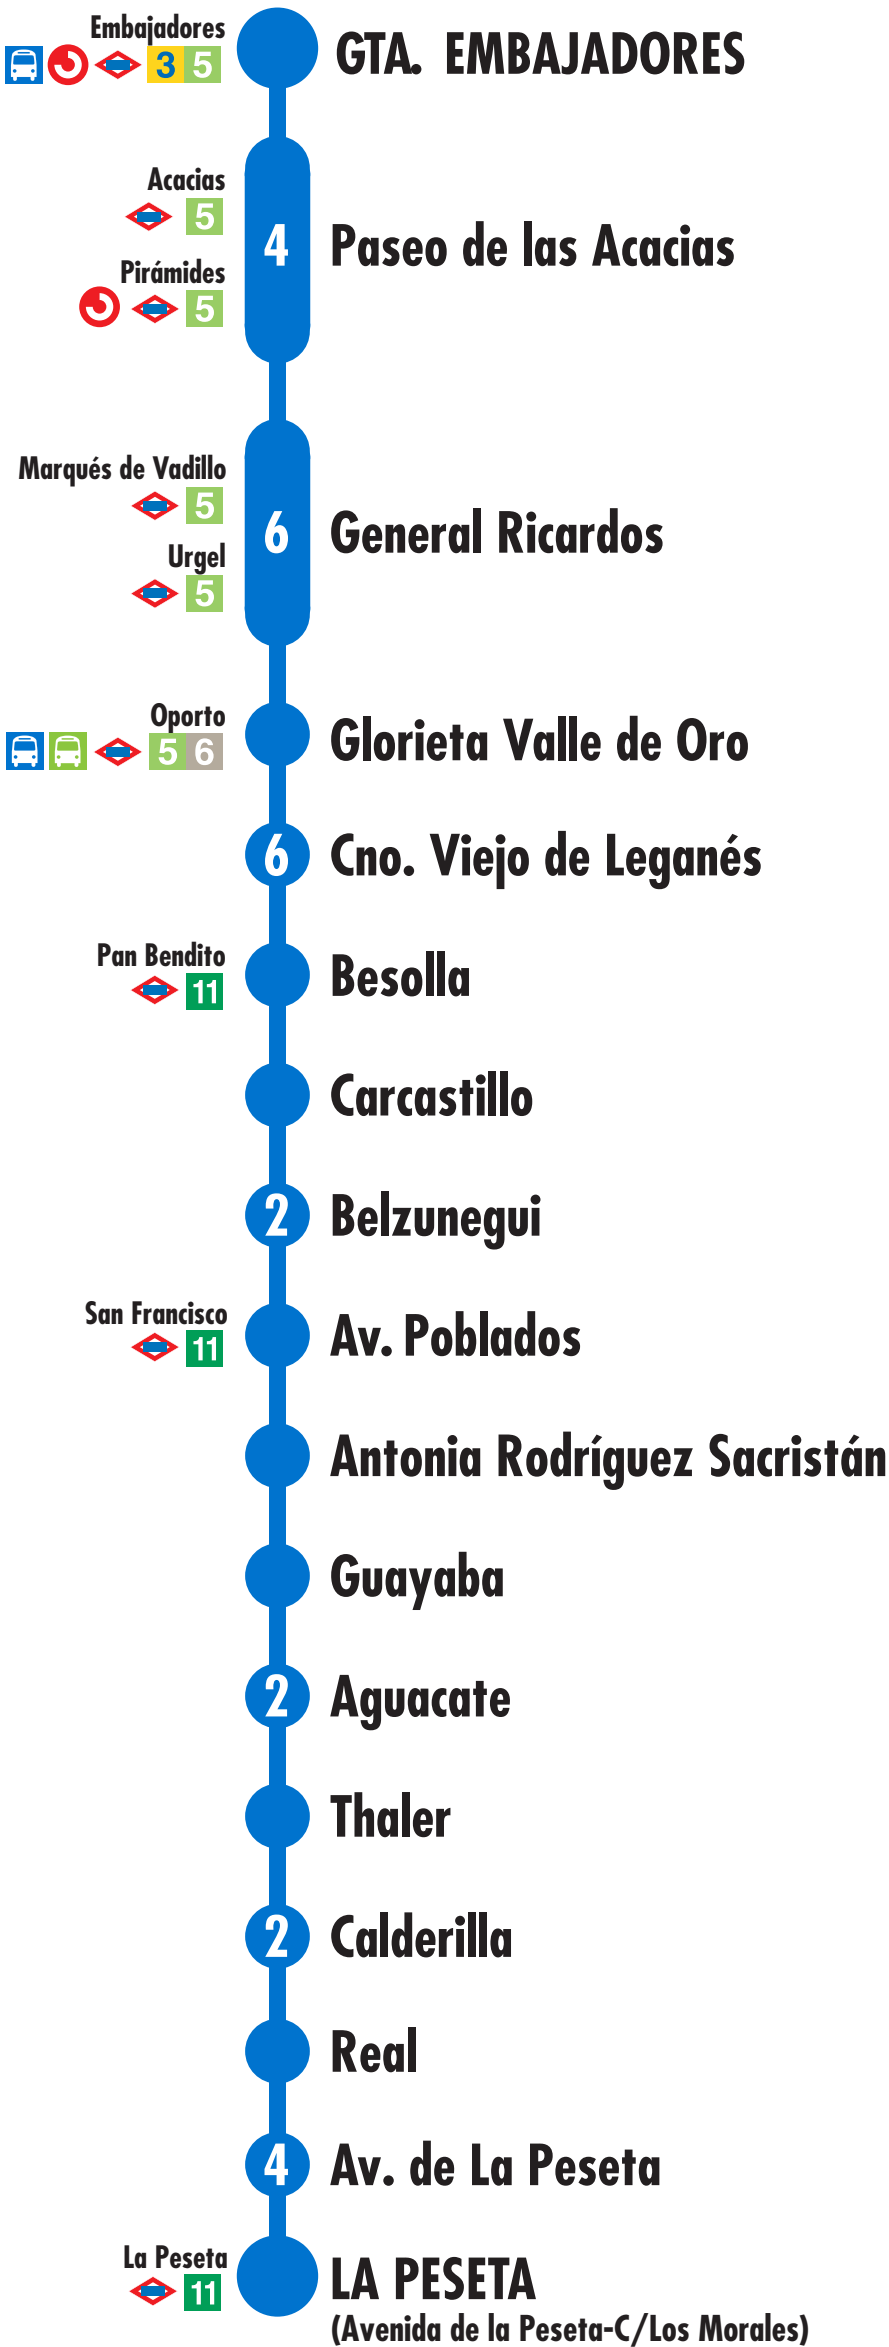 Embajadores
3 5
GTA. EMBAJADORES
Acacias
5
Pirámides
5
4
Paseo de las Acacias
Marqués de Vadillo
5
Urgel
5
6
General Ricardos
Oporto
5 6
Glorieta Valle de Oro
6
Cno. Viejo de Leganés
Pan Bendito
11
Besolla
Carcastillo
2
Belzunegui
San Francisco
11
Av. Poblados
Antonia Rodríguez Sacristán
Guayaba
2
Aguacate
Thaler
2
Calderilla
Real
4
Av. de La Peseta
La Peseta
11
LA PESETA
(Avenida de la Peseta-C/Los Morales)